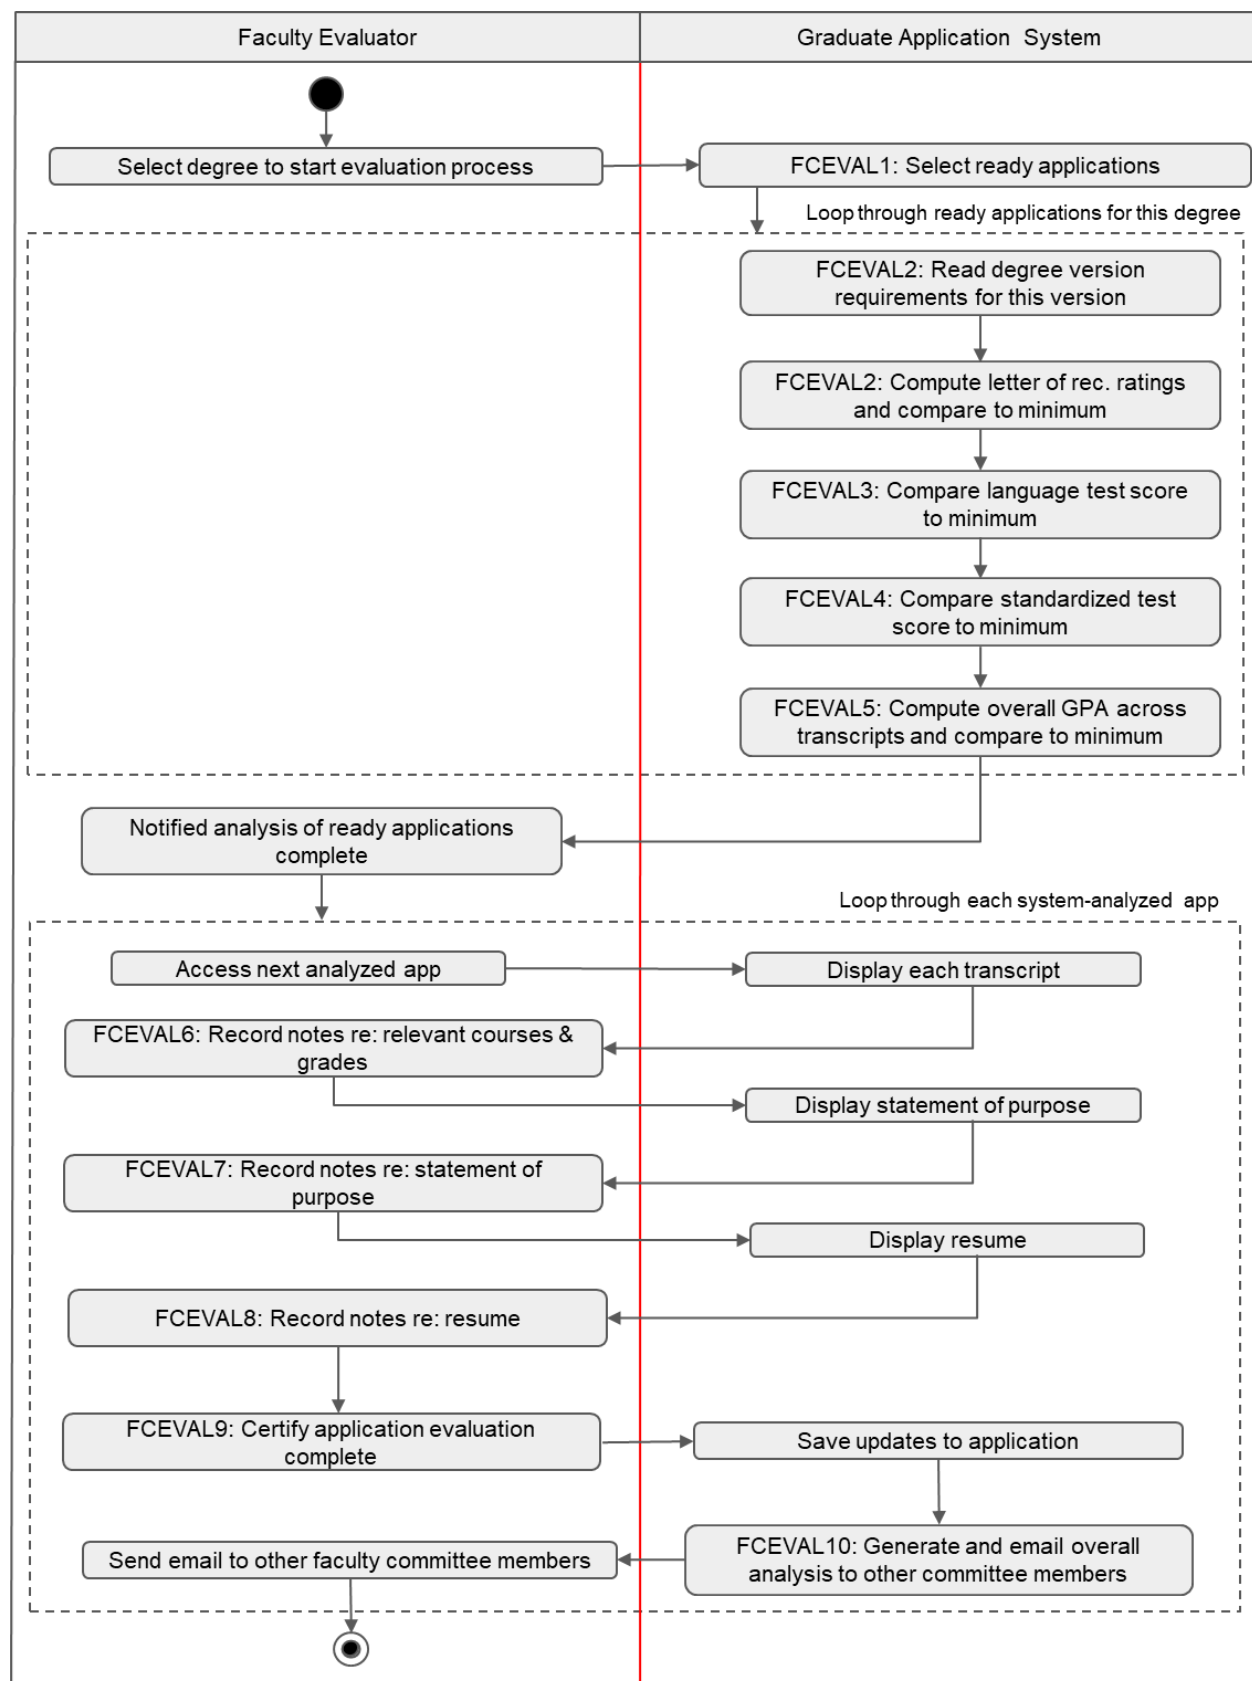 Faculty Evaluator
Graduate Application System
Select degree to start evaluation process
FCEVAL1: Select ready applications
Loop through ready applications for this degree
FCEVAL2: Read degree version
requirements for this version
FCEVAL2: Compute letter of rec. ratings
and compare to minimum
FCEVAL3: Compare language test score
to minimum
FCEVAL4: Compare standardized test
score to minimum
FCEVAL5: Compute overall GPA across
transcripts and compare to minimum
Notified analysis of ready applications
complete
Loop through each system-analyzed app
Access next analyzed app
Display each transcript
FCEVAL6: Record notes re: relevant courses &
grades
Display statement of purpose
FCEVAL7: Record notes re: statement of
purpose
Display resume
FCEVAL8: Record notes re: resume
FCEVAL9: Certify application evaluation
complete
Save updates to application
FCEVAL10: Generate and email overall
analysis to other committee members
Send email to other faculty committee members